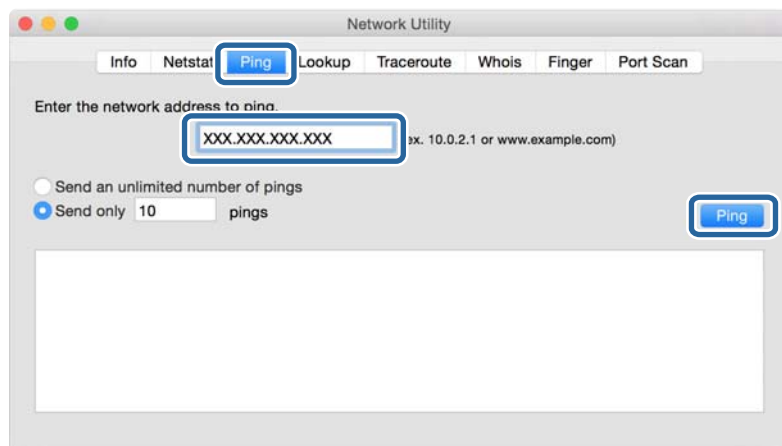 Network Utility
Info Netstat Ping Lookup Traceroute Whois Finger Port Scan
Enter the network address to ping.
XXX.XXX.XXX.XXX ex. 10.0.2.1 or www.example.com)
Send an unlimited number of pings
Send only 10 pings
Ping